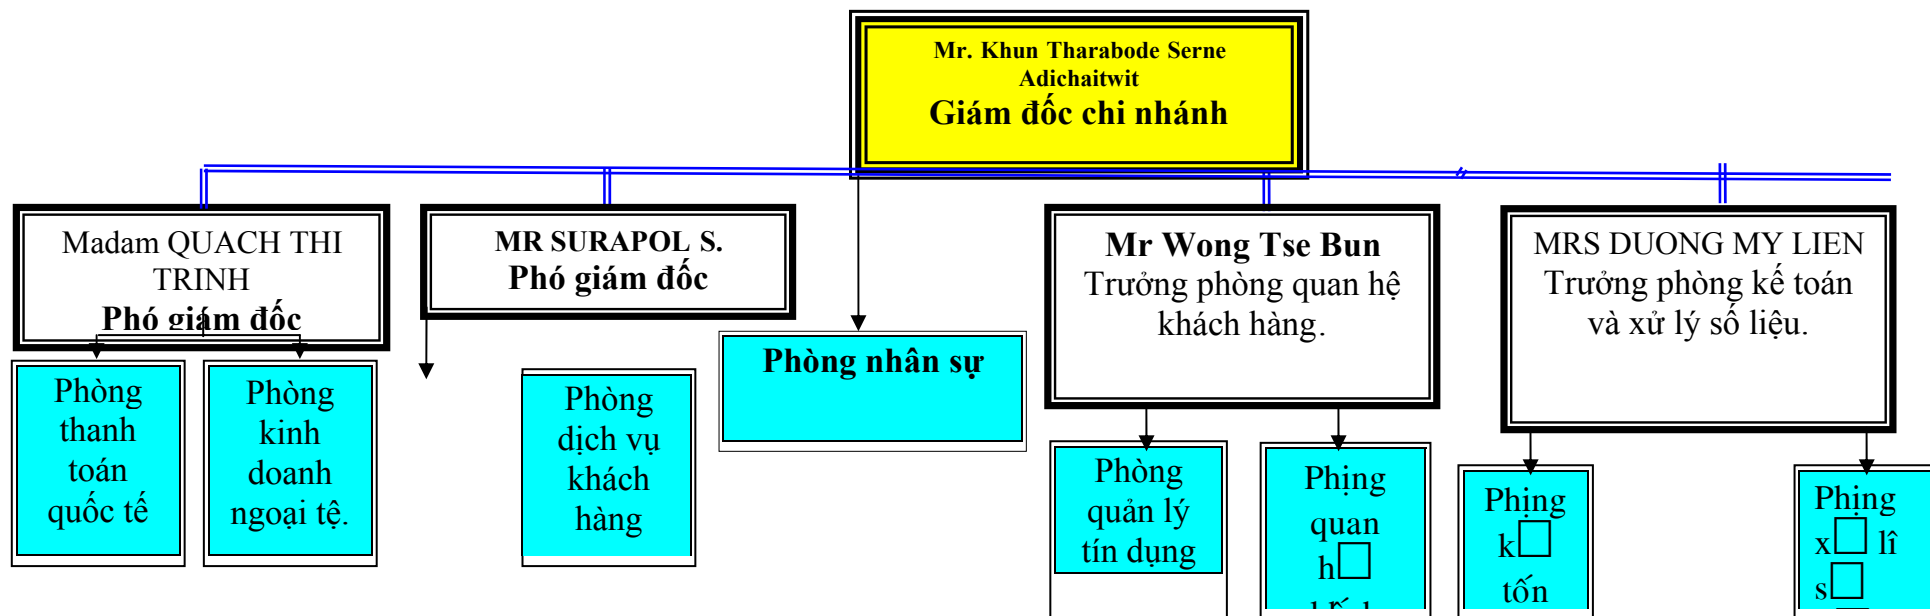 Mr. Khun Tharabode Serne
Adichaitwit
Giám đốc chi nhánh
Madam QUACH THI
TRINH
Phó giám đốc
MR SURAPOL S.
Phó giám đốc
Mr Wong Tse Bun
Trưởng phòng quan hệ
khách hàng.
MRS DUONG MY LIEN
Trưởng phòng kế toán
và xử lý số liệu.
Phòng
thanh
toán
quốc tế
Phòng
kinh
doanh
ngoại tệ.
Phòng
dịch vụ
khách
hàng
Phòng nhân sự
Phòng
quản lý
tín dụng
Phịng
quan
h□
Phịng
k□
tốn
Phịng
x□ lî
s□